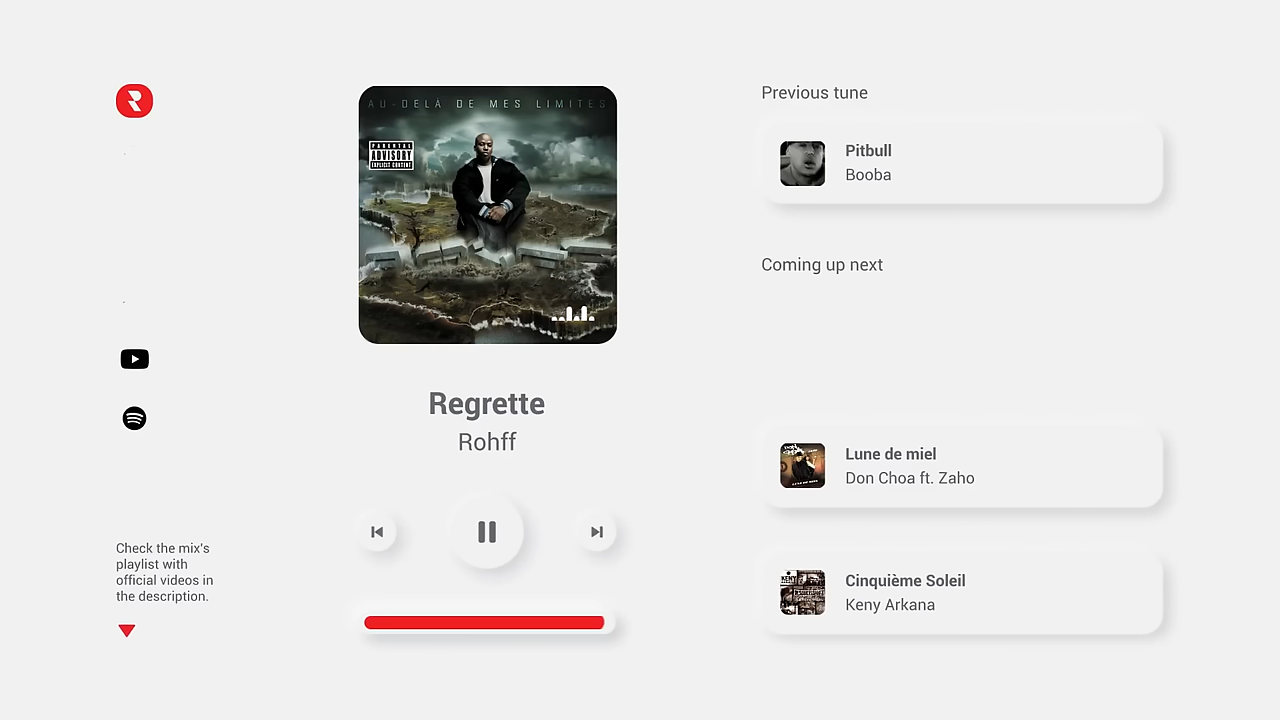 AU-DELÀ DE MES LIMITES
PARENTAL
ADVISORY
EXPLICIT CONTENT
Regrette
Rohff
Previous tune
Pitbull
Booba
Coming up next
Lune de miel
Don Choa ft. Zaho
Cinquième Soleil
Keny Arkana
Check the mix's
playlist with
official videos in
the description.